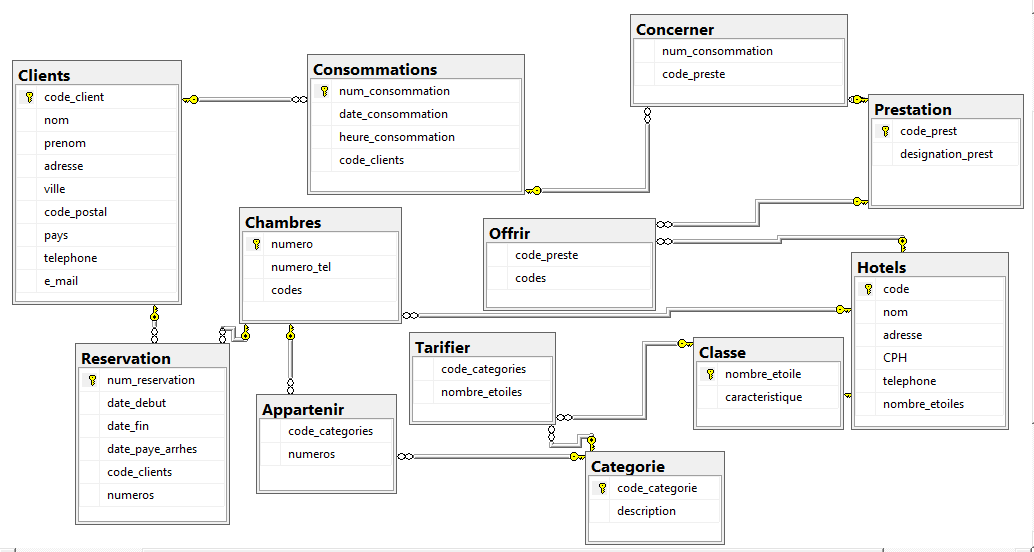 Clients
code_client
nom
prenom
adresse
ville
code_postal
pays
telephone
e_mail
Consommations
num_consommation
date_consommation
heure_consommation
code_clients
Concerner
num_consommation
code_preste
Prestation
code_prest
designation_prest
Chambres
numero
numero_tel
codes
Offrir
code_preste
codes
Hotels
code
nom
adresse
CPH
telephone
nombre_etoiles
Reservation
num_reservation
date_debut
date_fin
date_paye_arrhes
code_clients
numeros
Appartenir
code_categories
numeros
Tarifier
code_categories
nombre_etoiles
Classe
nombre_etoile
caracteristique
Categorie
code_categorie
description